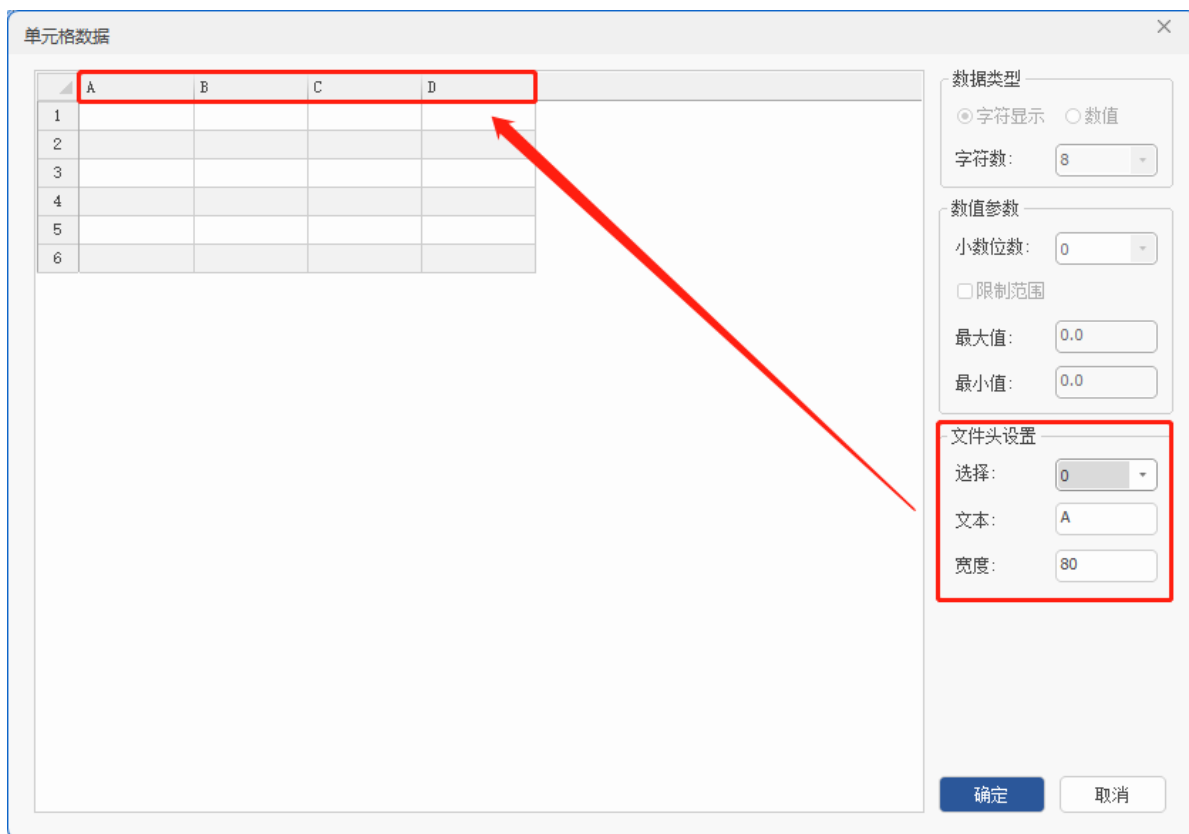 单元格数据
A B C D
1
2
3
4
5
6
数据类型
字符显示 数值
字符数: 8
数值参数
小数位数: 0
限制范围
最大值: 0.0
最小值: 0.0
文件头设置
选择: 0
文本: A
宽度: 80
确定 取消